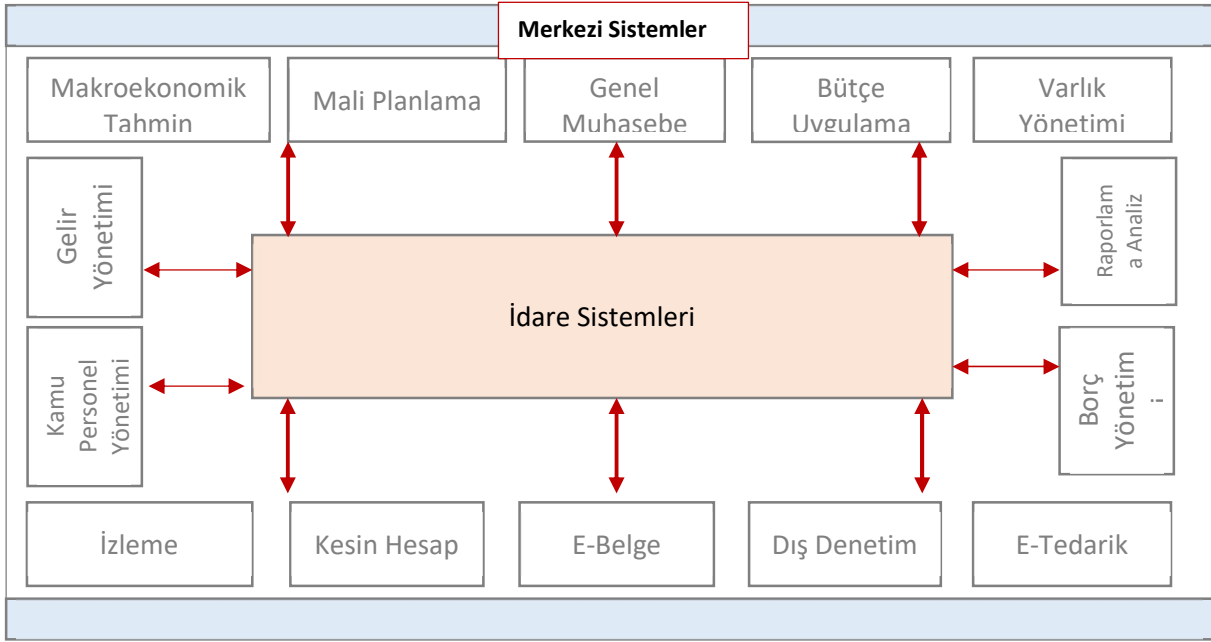 Merkezi Sistemler
Makroekonomik
Tahmin
Mali Planlama
Genel
Muhasebe
Bütçe
Uygulama
Varlık
Yönetimi
Gelir
Yönetimi
Raporlam
a Analiz
İdare Sistemleri
Kamu
Personel
Yönetimi
Borç
Yönetim
i
İzleme
Kesin Hesap
E-Belge
Dış Denetim
E-Tedarik